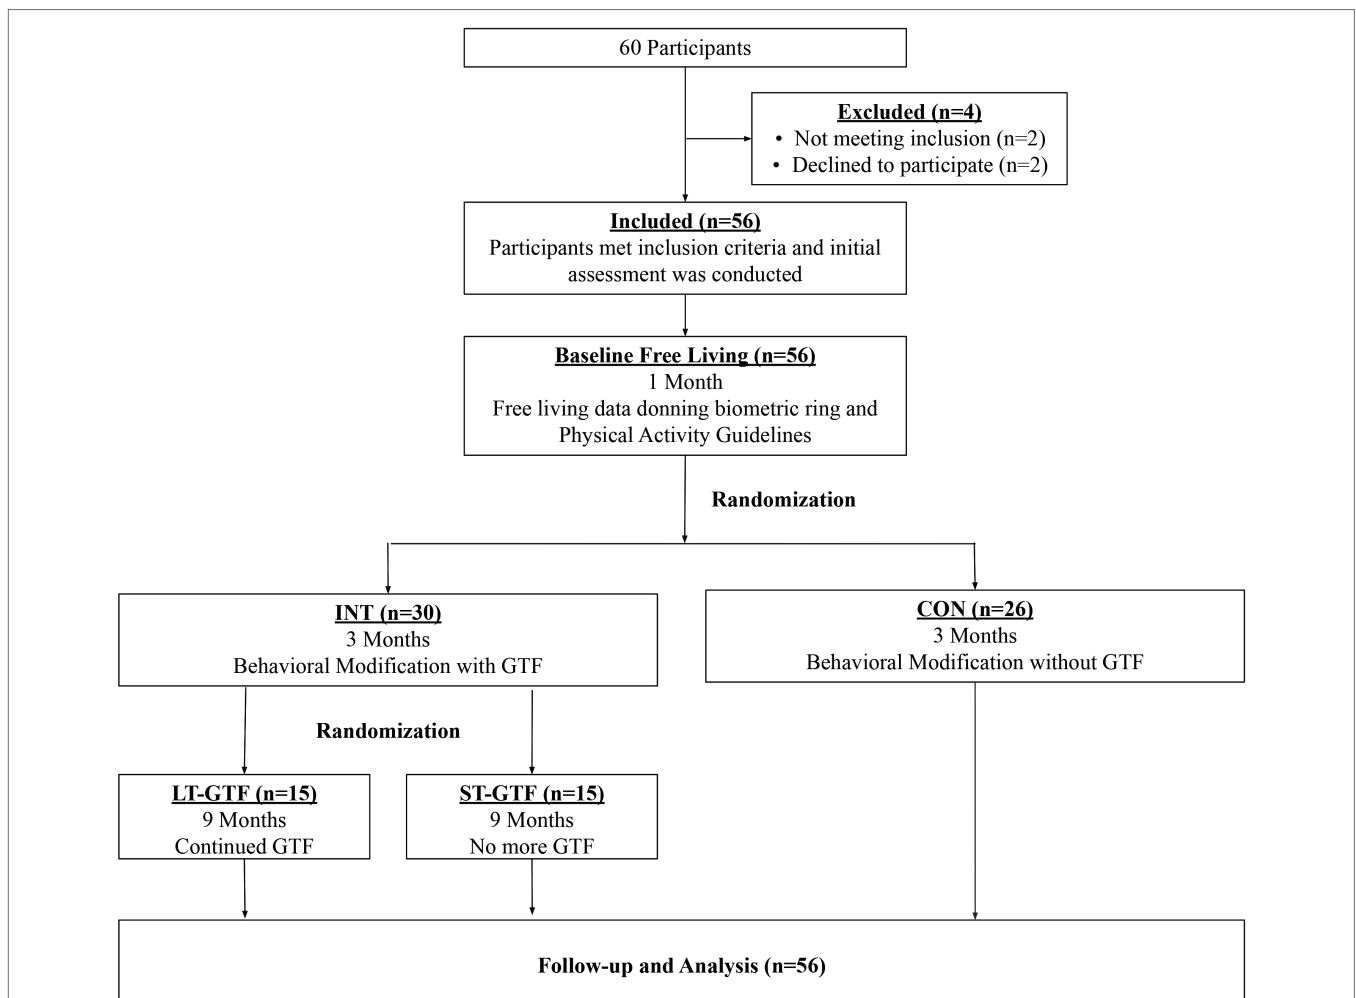 60 Participants
Excluded (n=4)
• Not meeting inclusion (n=2)
• Declined to participate (n=2)
Included (n=56)
Participants met inclusion criteria and initial
assessment was conducted
Baseline Free Living (n=56)
1 Month
Free living data donning biometric ring and
Physical Activity Guidelines
Randomization
INT (n=30)
3 Months
Behavioral Modification with GTF
CON (n=26)
3 Months
Behavioral Modification without GTF
Randomization
LT-GTF (n=15)
9 Months
Continued GTF
ST-GTF (n=15)
9 Months
No more GTF
Follow-up and Analysis (n=56)